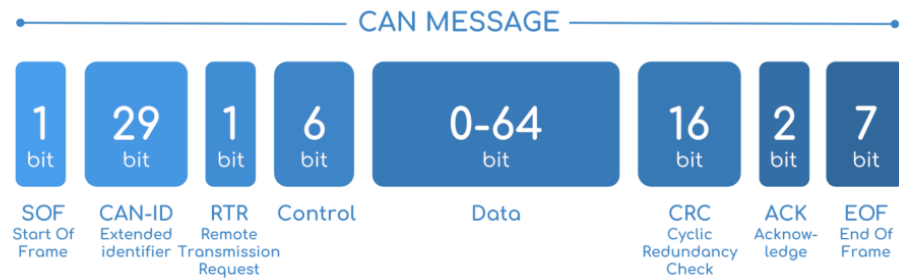 CAN MESSAGE
1
bit
29
bit
1
bit
6
bit
0-64
bit
16
bit
2
bit
7
bit
SOF
Start Of
Frame
CAN-ID
Extended
identifier
RTR
Remote
Transmission
Request
Control
Data
CRC
Cyclic
Redundancy
Check
ACK
Acknow-
ledge
EOF
End Of
Frame